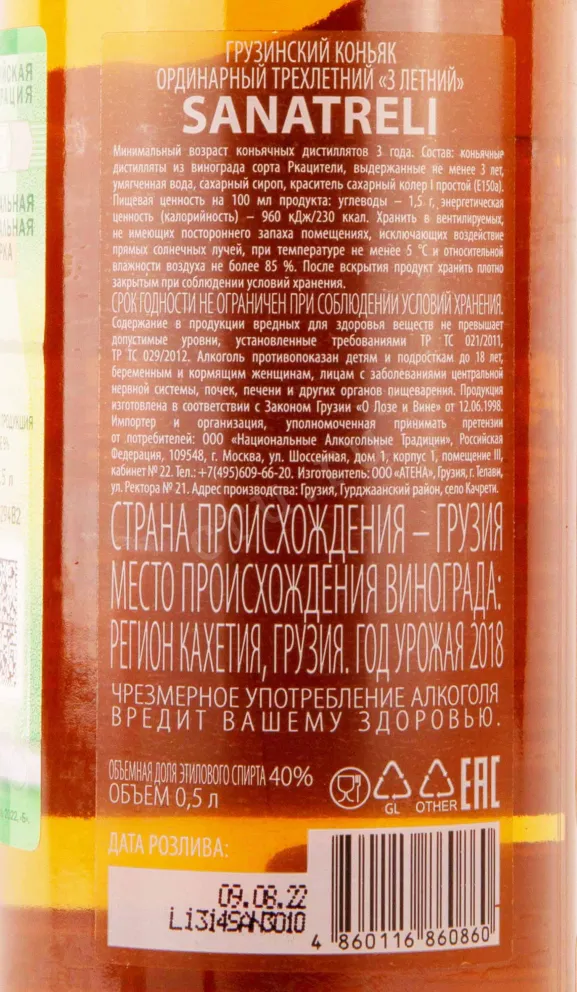 ГРУЗИНСКИЙ КОНЬЯК
ОРДИНАРНЫЙ ТРЕХЛЕТНИЙ «3 ЛЕТНИЙ»
SANATRELI
Минимальный возраст коньячных дистиллятов 3 года. Состав: коньячные
дистилляты из винограда сорта Ркацители, выдержанные не менее 3 лет,
умягченная вода, сахарный сироп, краситель сахарный колер I простой (Е150а).
Пищевая ценность на 100 мл продукта: углеводы – 1,5 г, энергетическая
ценность (калорийность) – 960 кДж/230 ккал. Хранить в вентилируемых,
не имеющих постороннего запаха помещениях, исключающих воздействие
прямых солнечных лучей, при температуре не менее 5 °С и относительной
влажности воздуха не более 85 %. После вскрытия продукт хранить плотно
закрытым при соблюдении условий хранения.
СРОК ГОДНОСТИ НЕ ОГРАНИЧЕН ПРИ СОБЛЮДЕНИИ УСЛОВИЙ ХРАНЕНИЯ.
Содержание в продукции вредных для здоровья веществ не превышает
допустимые уровни, установленные требованиями ТР ТС 021/2011,
ТР ТС 029/2012. Алкоголь противопоказан детям и подросткам до 18 лет,
беременным и кормящим женщинам, лицам с заболеваниями центральной
нервной системы, почек, печени и других органов пищеварения. Продукция
изготовлена в соответствии с Законом Грузии «О Лозе и Вине» от 12.06.1998.
Импортер и организация, уполномоченная принимать претензии
от потребителей: ООО «Национальные Алкогольные Традиции», Российская
Федерация, 109548, г. Москва, ул. Шоссейная, дом 1, корпус 1, помещение III,
кабинет № 22. Тел.: +7(495)609-66-20. Изготовитель: ООО «АТЕНА», Грузия, г. Телави,
ул. Ректора № 21. Адрес производства: Грузия, Гурджаанский район, село Качрети.
СТРАНА ПРОИСХОЖДЕНИЯ – ГРУЗИЯ
МЕСТО ПРОИСХОЖДЕНИЯ ВИНОГРАДА:
РЕГИОН КАХЕТИЯ, ГРУЗИЯ. ГОД УРОЖАЯ 2018
ЧРЕЗМЕРНОЕ УПОТРЕБЛЕНИЕ АЛКОГОЛЯ
ВРЕДИТ ВАШЕМУ ЗДОРОВЬЮ.
ОБЪЕМНАЯ ДОЛЯ ЭТИЛОВОГО СПИРТА 40%
ОБЪЕМ 0,5 л
GL
OTHER
EAC
ДАТА РОЗЛИВА:
09.08.22
L13145AN3010
4 860116 860860